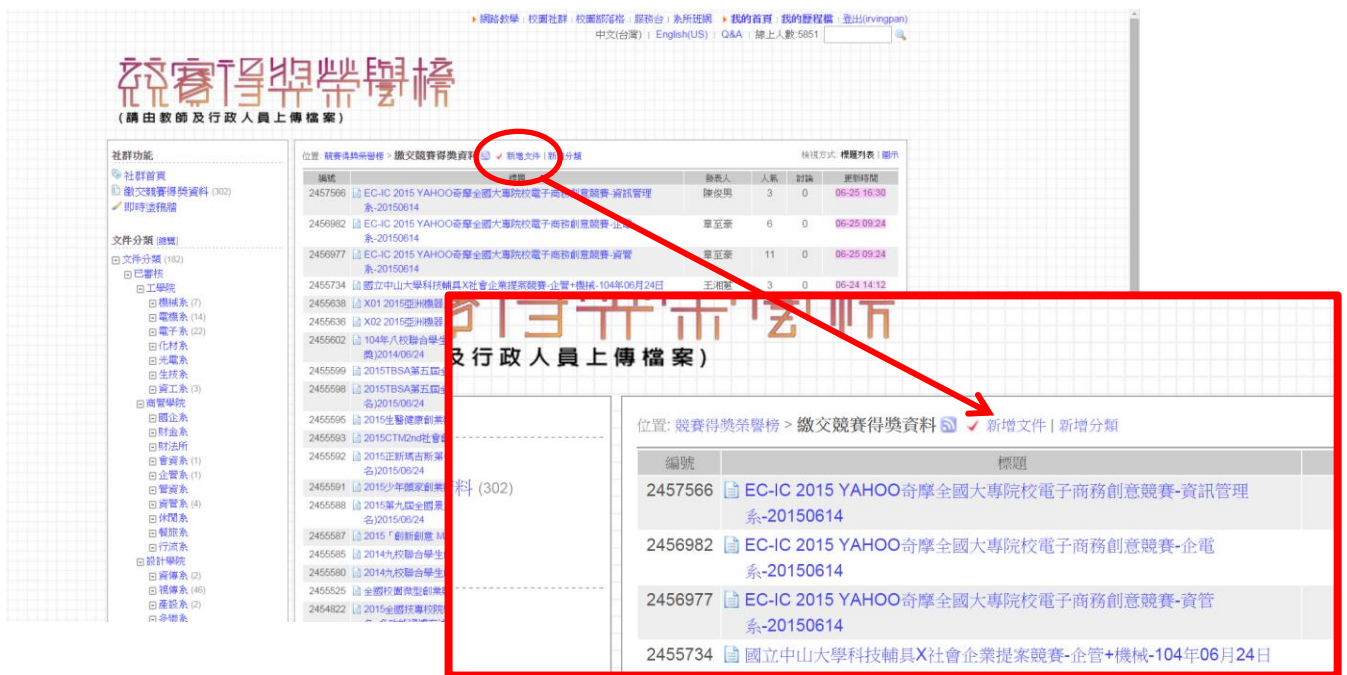 網路教學 | 校園社群 | 校園部落格 | 服務台 | 系所班網 我的首頁 | 我的歷程檔 | 登出(irvingpan)
中文(台灣) | English(US) | Q&A | 線上人數:5851
競賽得獎榮譽榜
(請由教師及行政人員上傳檔案)
社群功能
社群首頁
繳交競賽得獎資料 (302)
即時塗鴉牆
文件分類 [總覽]
文件分類 (182)
已審核
工學院
機械系 (7)
電機系 (14)
電子系 (22)
化材系
光電系
生技系
資工系 (3)
商管學院
國企系
財金系
財法所
會資系 (1)
企管系 (1)
管資系
資管系 (4)
休閒系
餐旅系
行流系
設計學院
資傳系 (2)
視傳系 (46)
產設系 (2)
多樂系
位置: 競賽得獎榮譽榜 > 繳交競賽得獎資料 新增文件 | 新增分類 檢視方式: 標題列表 | 圖示
編號 標題 發表人 人氣 討論 更新時間
2457566 EC-IC 2015 YAHOO奇摩全國大專院校電子商務創意競賽-資訊管理 陳俊男 3 0 06-25 16:30
系-20150614
2456982 EC-IC 2015 YAHOO奇摩全國大專院校電子商務創意競賽-企電 章至豪 6 0 06-25 09:24
系-20150614
2456977 EC-IC 2015 YAHOO奇摩全國大專院校電子商務創意競賽-資管 章至豪 11 0 06-25 09:24
系-20150614
2455734 國立中山大學科技輔具X社會企業提案競賽-企管+機械-104年06月24日 3 0 06-24 14:12
2455638 X01 2015亞洲機器
2455636 X02 2015亞洲機器
2455602 104年八校聯合學生
獎)2014/06/24
2455599 2015TBSA第五屆全
2455598 2015TBSA第五屆全
名)2015/06/24
2455595 2015生醫健康創業
2455593 2015CTM2nd社會創
2455592 2015正新瑪吉斯第
名)2015/06/24
2455591 2015少年頭家創業
2455588 2015第九屆全國景
名)2015/06/24
2455587 2015「創新創意 M
2455585 2014九校聯合學生
2455580 2014九校聯合學生
2455525 全國校園微型創業
2454822 2015全國技專校院
及行政人員上傳檔案)
料 (302)
位置: 競賽得獎榮譽榜 > 繳交競賽得獎資料 新增文件 | 新增分類
編號 標題
2457566 EC-IC 2015 YAHOO奇摩全國大專院校電子商務創意競賽-資訊管理
系-20150614
2456982 EC-IC 2015 YAHOO奇摩全國大專院校電子商務創意競賽-企電
系-20150614
2456977 EC-IC 2015 YAHOO奇摩全國大專院校電子商務創意競賽-資管
系-20150614
2455734 國立中山大學科技輔具X社會企業提案競賽-企管+機械-104年06月24日